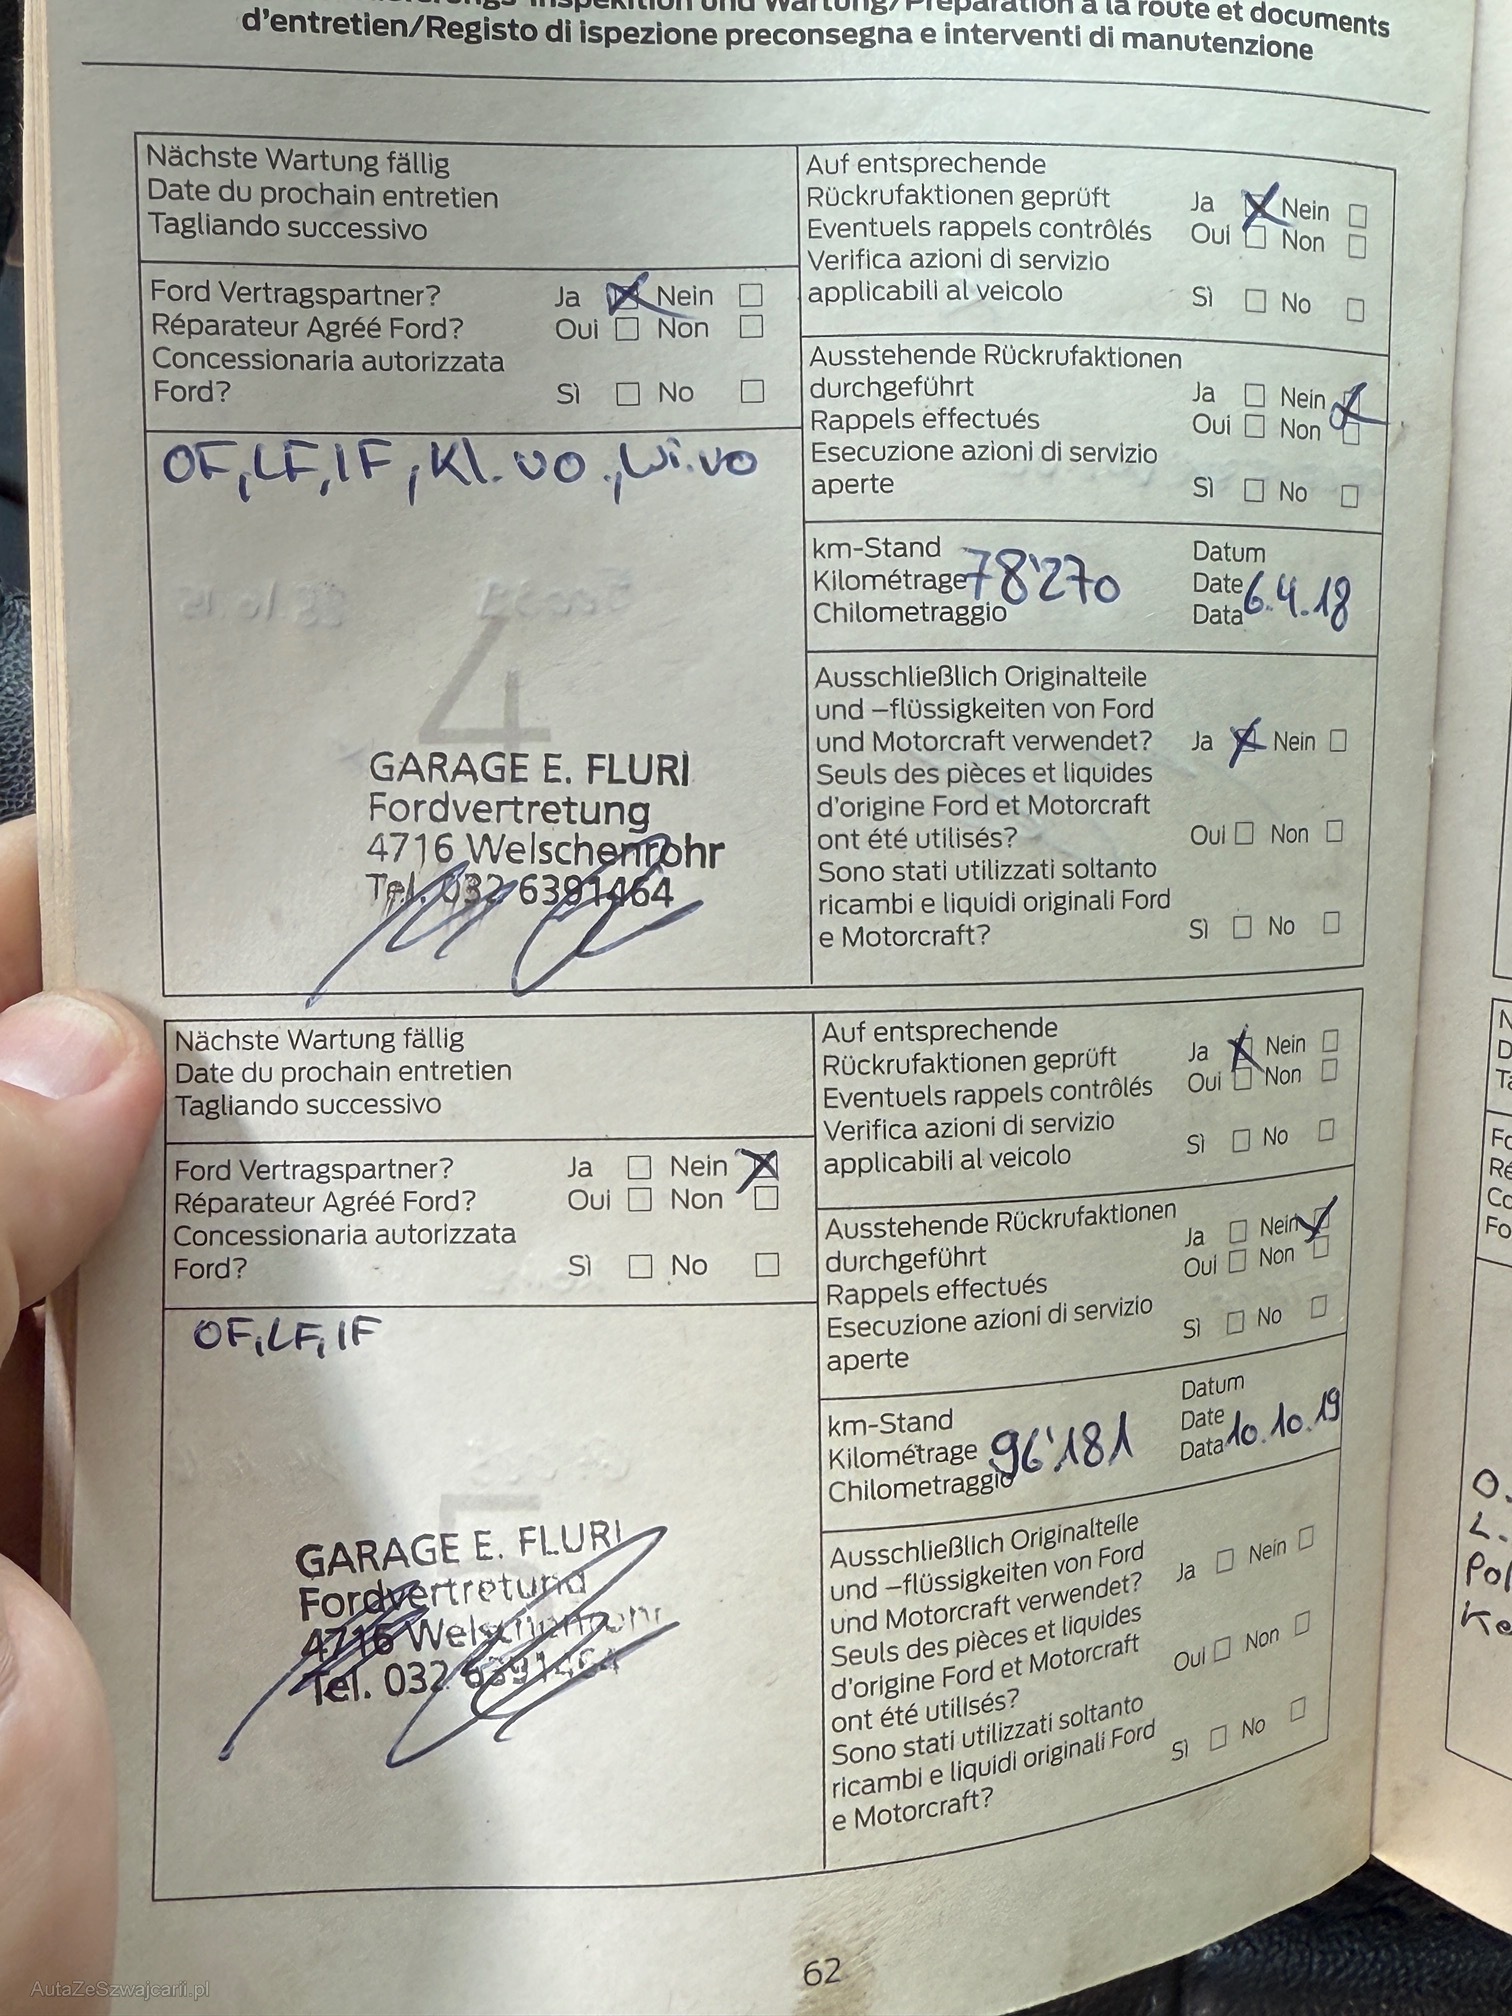 Inspektion und Wartung/Préparation à la route et documents
d'entretien/Registo di ispezione preconsegna e interventi di manutenzione
Nächste Wartung fällig
Date du prochain entretien
Tagliando successivo
Ford Vertragspartner? Ja Nein
Réparateur Agréé Ford? Oui Non
Concessionaria autorizzata
Ford? Sì No
OF, LF, IF, Kl. vo., Wi. vo
GARAGE E. FLURI
Fordvertretung
4716 Welschenrohr
Tel. 032 6391464
Auf entsprechende
Rückrufaktionen geprüft Ja Nein
Eventuels rappels contrôlés Oui Non
Verifica azioni di servizio
applicabili al veicolo Sì No
Ausstehende Rückrufaktionen
durchgeführt Ja Nein
Rappels effectués Oui Non
Esecuzione azioni di servizio
aperte Sì No
km-Stand
Kilométrage 78'270
Chilometraggio
Datum
Date 6.4.18
Data
Ausschließlich Originalteile
und –flüssigkeiten von Ford
und Motorcraft verwendet? Ja Nein
Seuls des pièces et liquides
d'origine Ford et Motorcraft
ont été utilisés? Oui Non
Sono stati utilizzati soltanto
ricambi e liquidi originali Ford
e Motorcraft? Sì No
Nächste Wartung fällig
Date du prochain entretien
Tagliando successivo
Ford Vertragspartner? Ja Nein
Réparateur Agréé Ford? Oui Non
Concessionaria autorizzata
Ford? Sì No
OF, LF, IF
GARAGE E. FLURI
Fordvertretung
4716 Welschenrohr
Tel. 032 6391464
Auf entsprechende
Rückrufaktionen geprüft Ja Nein
Eventuels rappels contrôlés Oui Non
Verifica azioni di servizio
applicabili al veicolo Sì No
Ausstehende Rückrufaktionen
durchgeführt Ja Nein
Rappels effectués Oui Non
Esecuzione azioni di servizio
aperte Sì No
km-Stand
Kilométrage 96'181
Chilometraggio
Datum
Date 10.10.19
Data
Ausschließlich Originalteile
und –flüssigkeiten von Ford
und Motorcraft verwendet? Ja Nein
Seuls des pièces et liquides
d'origine Ford et Motorcraft
ont été utilisés? Oui Non
Sono stati utilizzati soltanto
ricambi e liquidi originali Ford
e Motorcraft? Sì No
62
AutaZeSzwajcarii.pl